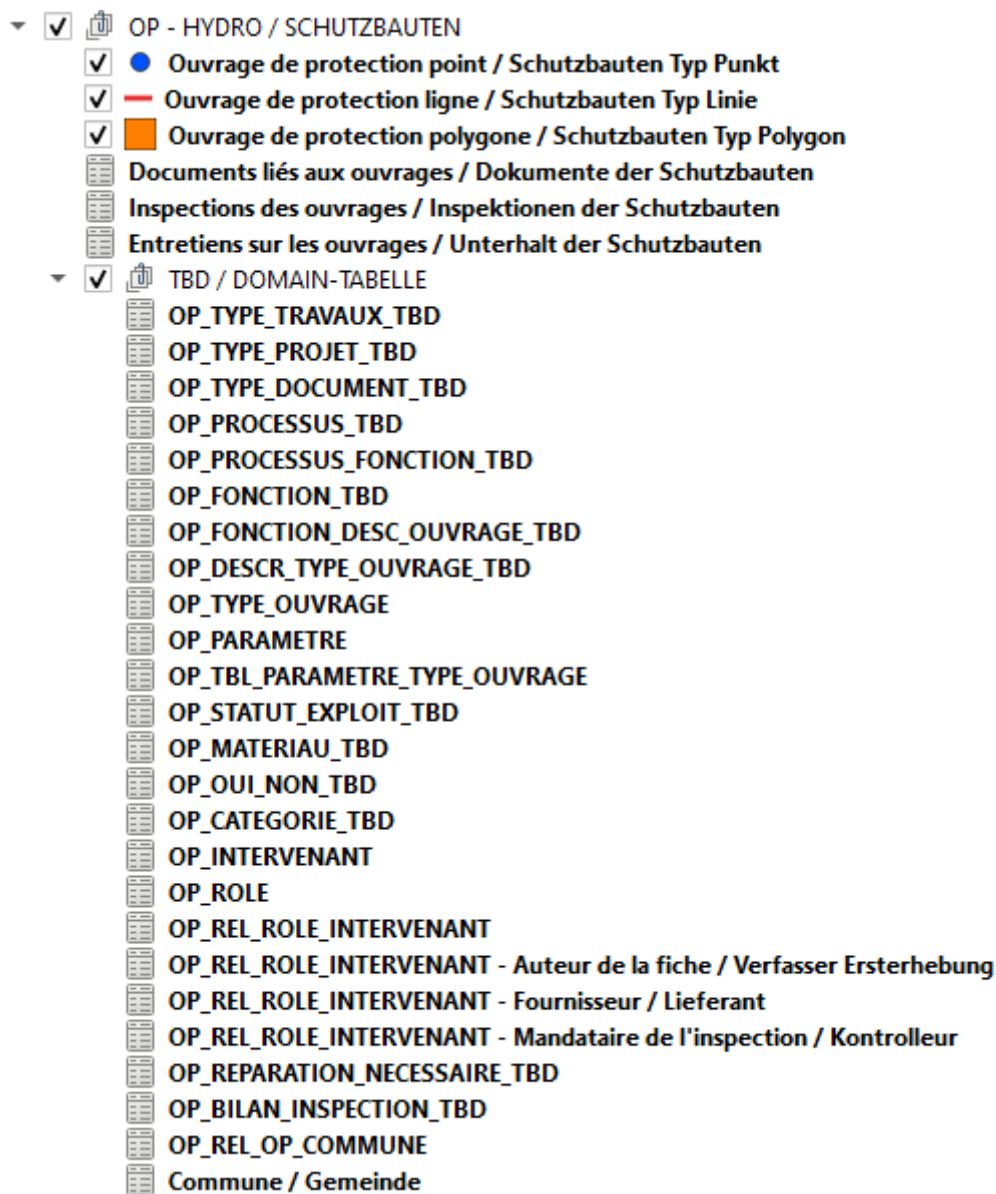 OP - HYDRO / SCHUTZBAUTEN
Ouvrage de protection point / Schutzbauten Typ Punkt
Ouvrage de protection ligne / Schutzbauten Typ Linie
Ouvrage de protection polygone / Schutzbauten Typ Polygon
Documents liés aux ouvrages / Dokumente der Schutzbauten
Inspections des ouvrages / Inspektionen der Schutzbauten
Entretiens sur les ouvrages / Unterhalt der Schutzbauten
TBD / DOMAIN-TABELLE
OP_TYPE_TRAVAUX_TBD
OP_TYPE_PROJET_TBD
OP_TYPE_DOCUMENT_TBD
OP_PROCESSUS_TBD
OP_PROCESSUS_FONCTION_TBD
OP_FONCTION_TBD
OP_FONCTION_DESC_OUVRAGE_TBD
OP_DESCR_TYPE_OUVRAGE_TBD
OP_TYPE_OUVRAGE
OP_PARAMETRE
OP_TBL_PARAMETRE_TYPE_OUVRAGE
OP_STATUT_EXPLOIT_TBD
OP_MATERIAU_TBD
OP_OUI_NON_TBD
OP_CATEGORIE_TBD
OP_INTERVENANT
OP_ROLE
OP_REL_ROLE_INTERVENANT
OP_REL_ROLE_INTERVENANT - Auteur de la fiche / Verfasser Ersterhebung
OP_REL_ROLE_INTERVENANT - Fournisseur / Lieferant
OP_REL_ROLE_INTERVENANT - Mandataire de l'inspection / Kontrolleur
OP_REPARATION_NECESSAIRE_TBD
OP_BILAN_INSPECTION_TBD
OP_REL_OP_COMMUNE
Commune / Gemeinde